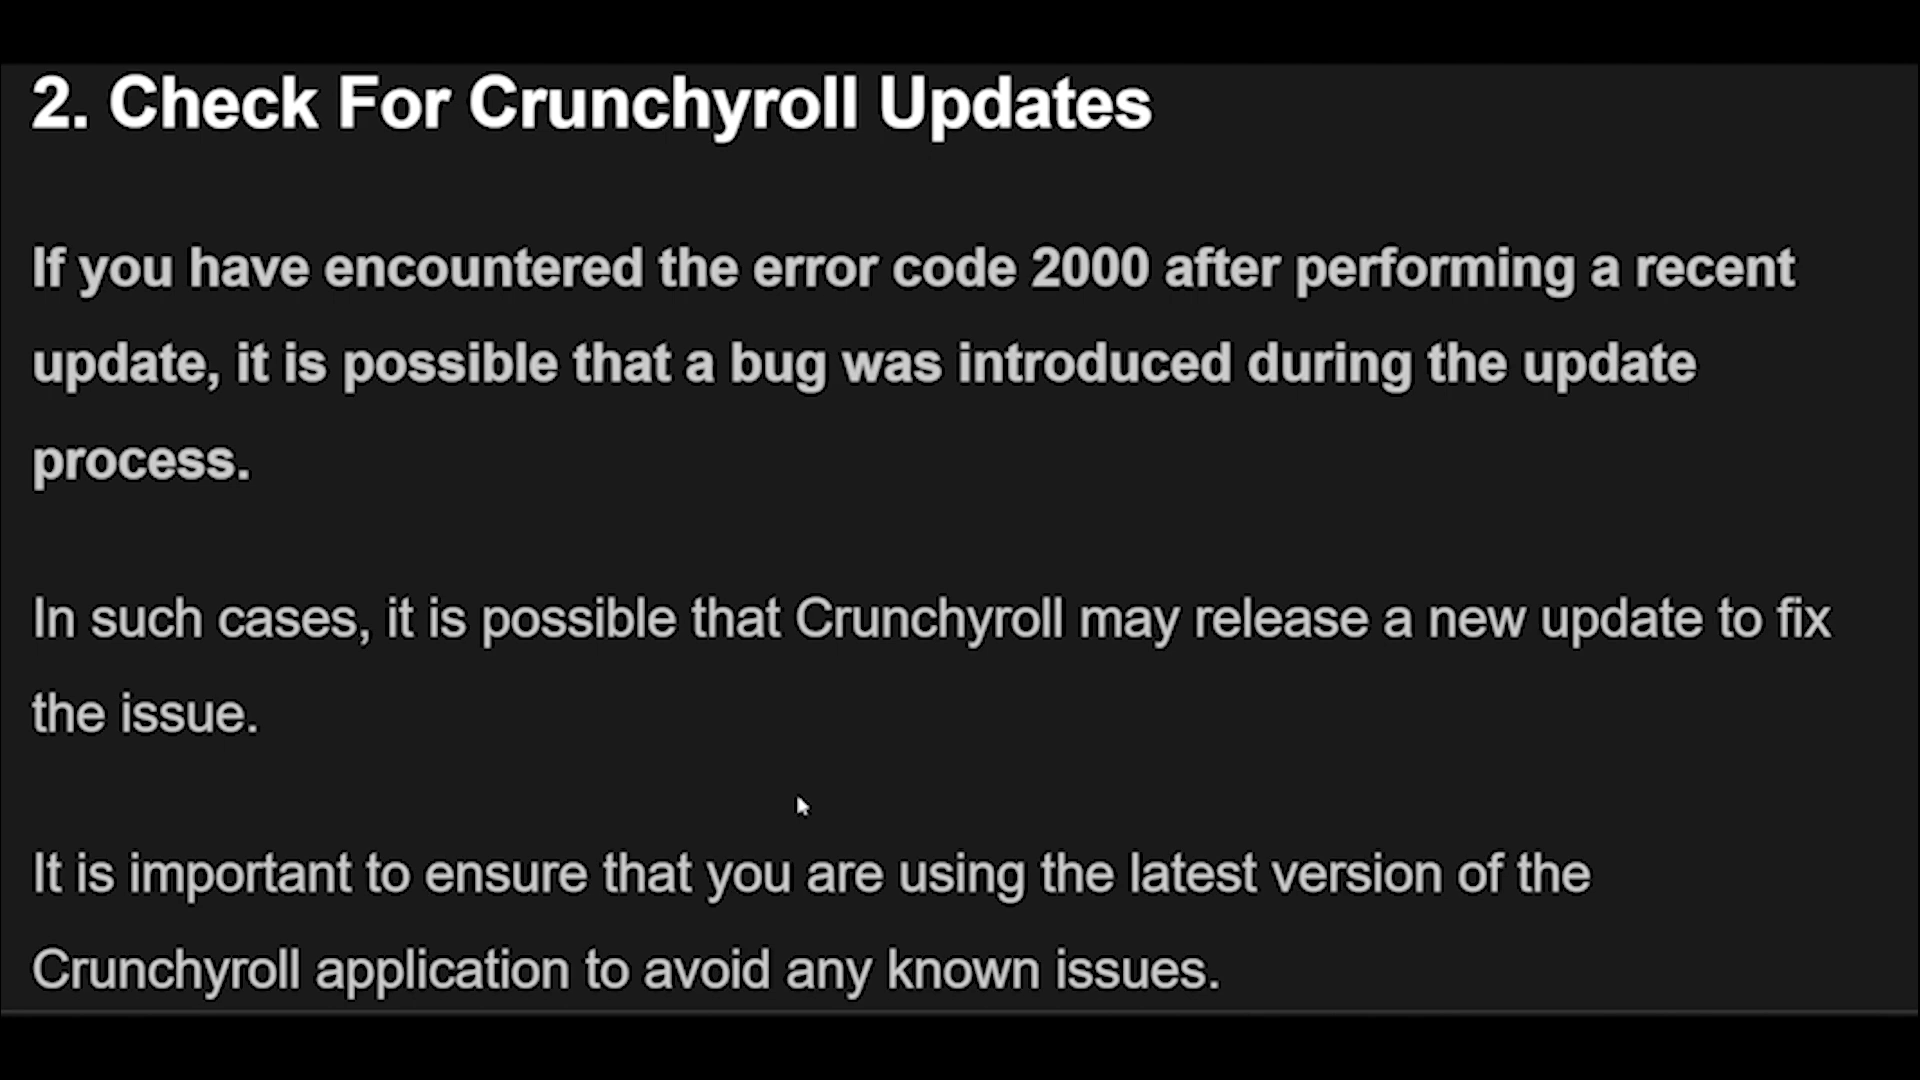 2. Check For Crunchyroll Updates
If you have encountered the error code 2000 after performing a recent
update, it is possible that a bug was introduced during the update
process.
In such cases, it is possible that Crunchyroll may release a new update to fix
the issue.
It is important to ensure that you are using the latest version of the
Crunchyroll application to avoid any known issues.